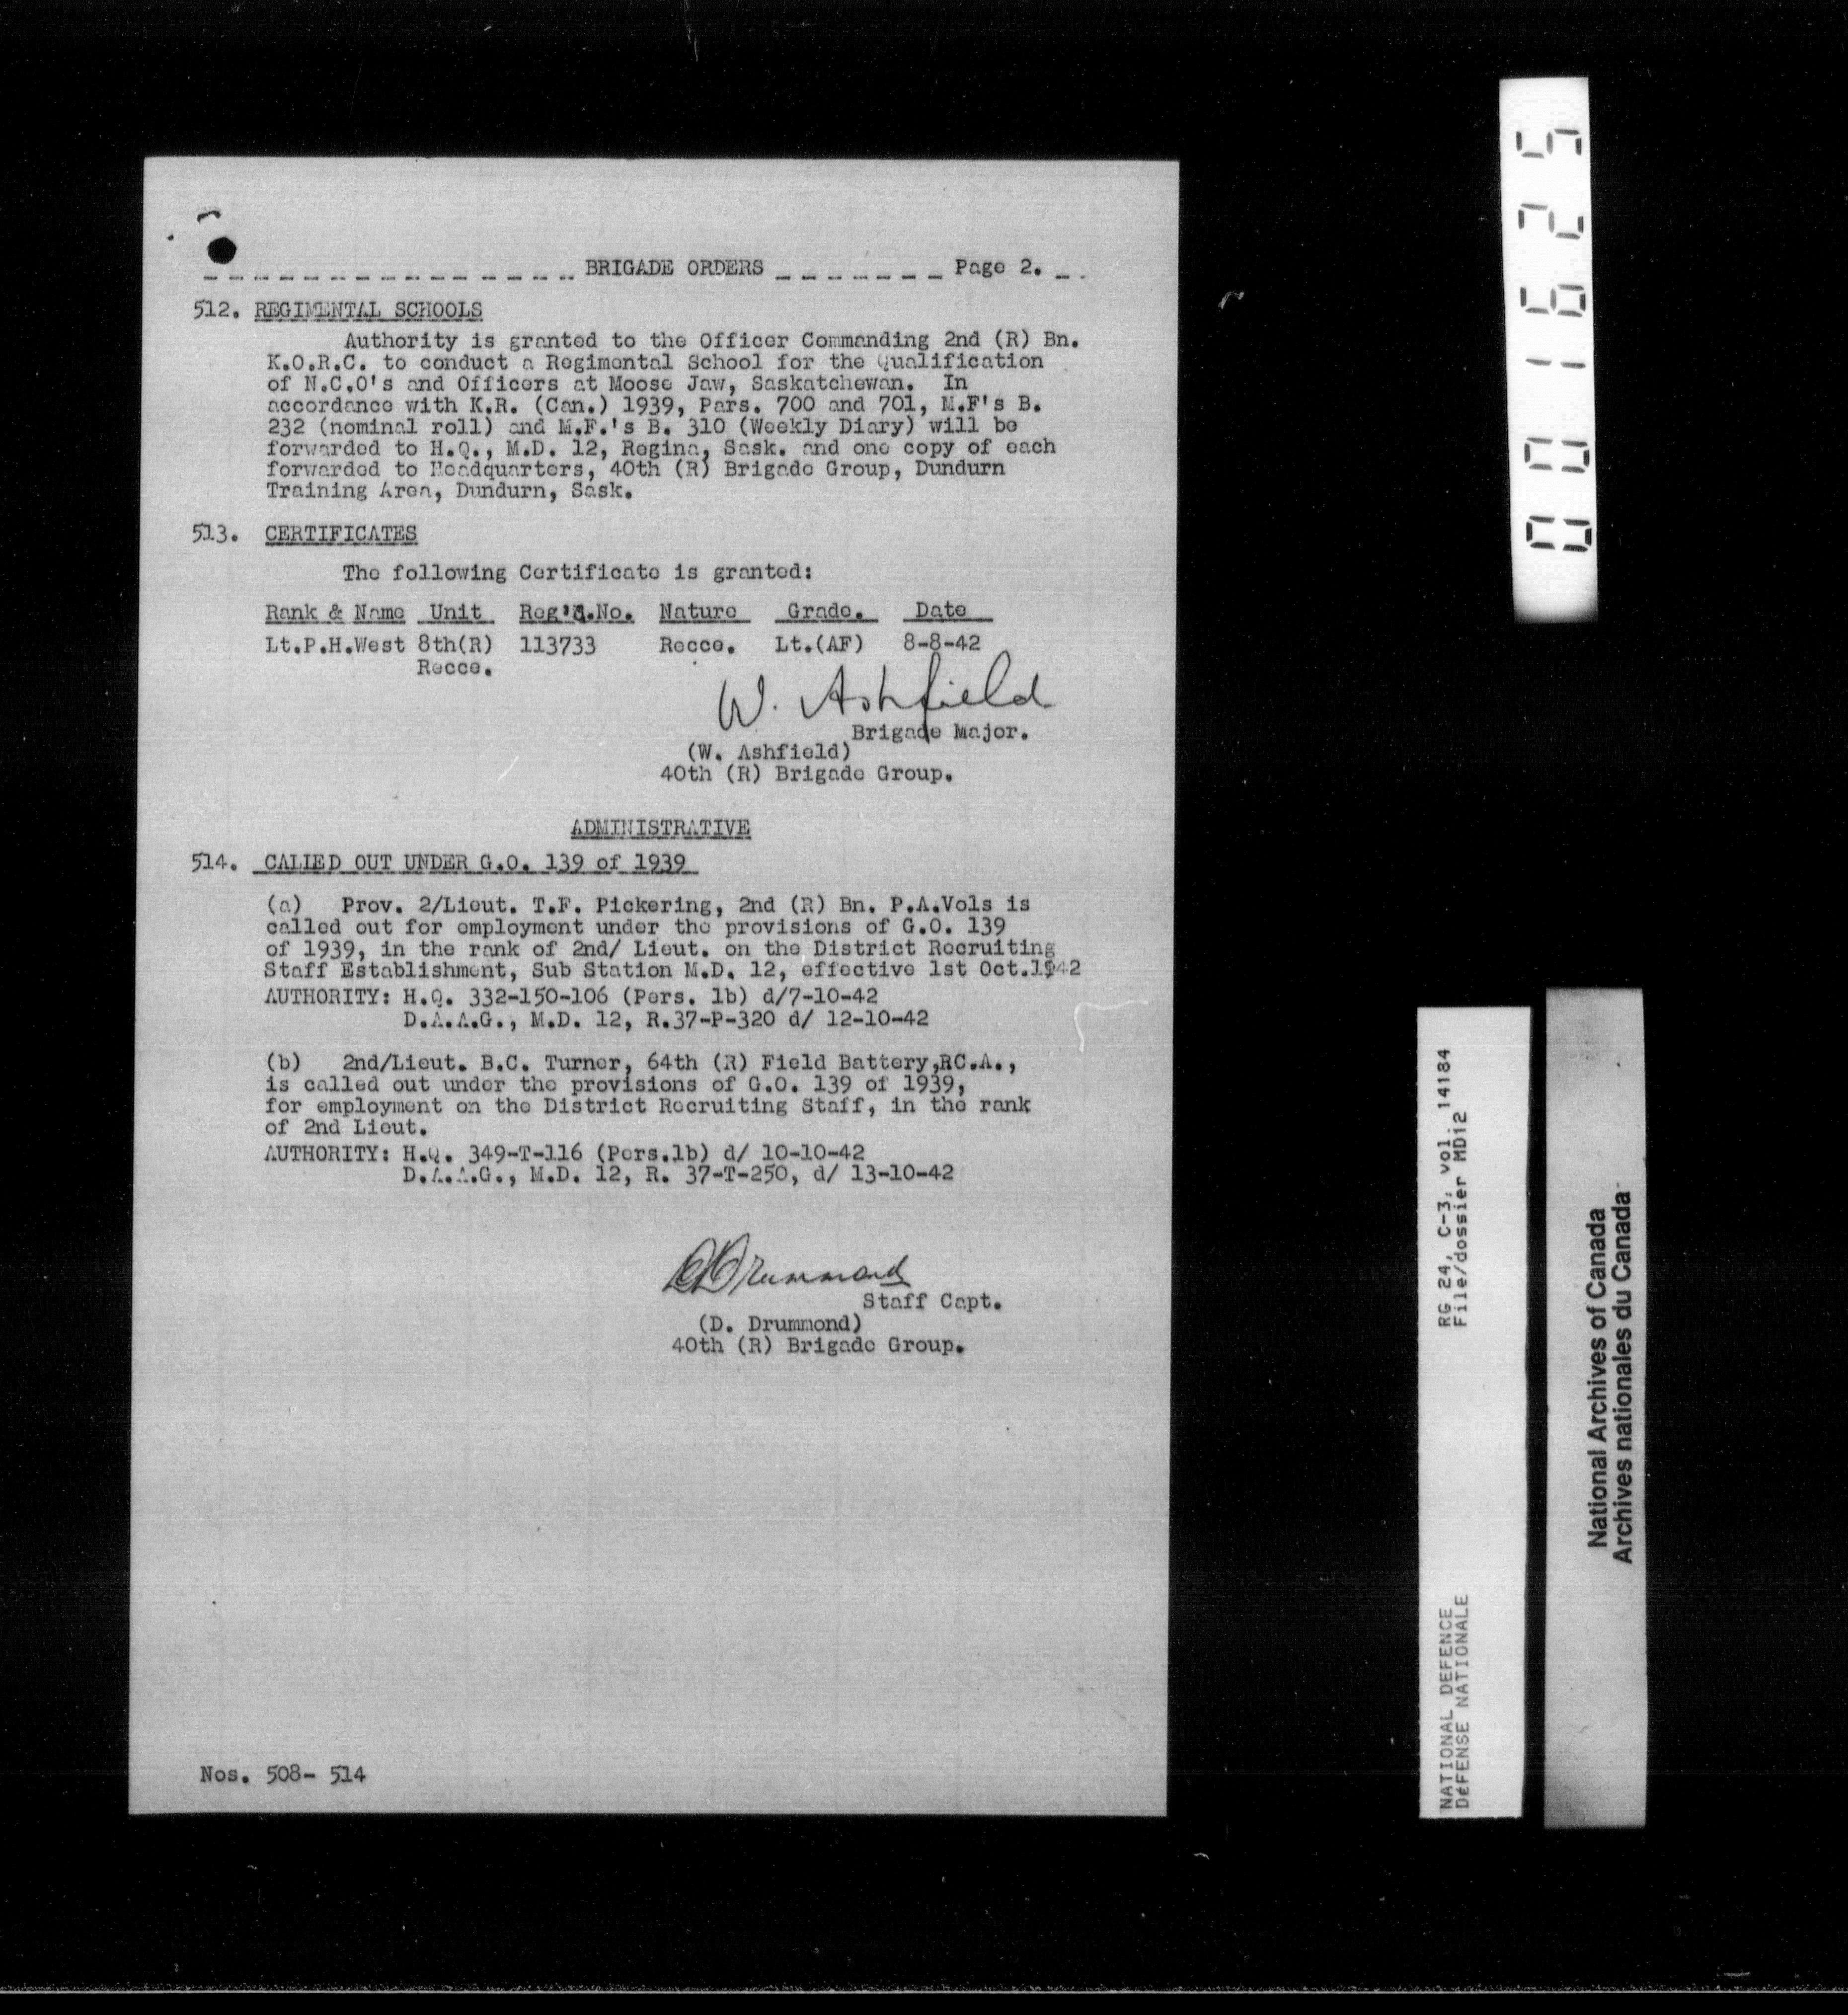 BRIGADE ORDERS Page 2.
512. REGIMENTAL SCHOOLS
Authority is granted to the Officer Commanding 2nd (R) Bn.
K.O.R.C. to conduct a Regimental School for the Qualification
of N.C.O's and Officers at Moose Jaw, Saskatchewan. In
accordance with K.R. (Can.) 1939, Pars. 700 and 701, M.F's B.
232 (nominal roll) and M.F.'s B. 310 (Weekly Diary) will be
forwarded to H.Q., M.D. 12, Regina, Sask. and one copy of each
forwarded to Headquarters, 40th (R) Brigade Group, Dundurn
Training Area, Dundurn, Sask.
513. CERTIFICATES
The following Certificate is granted:
Rank & Name Unit Reg'd.No. Nature Grade. Date
Lt.P.H.West 8th(R) 113733 Recce. Lt.(AF) 8-8-42
Recce.
W. Ashfield
Brigade Major.
(W. Ashfield)
40th (R) Brigade Group.
ADMINISTRATIVE
514. CALLED OUT UNDER G.O. 139 of 1939
(a) Prov. 2/Lieut. T.F. Pickering, 2nd (R) Bn. P.A.Vols is
called out for employment under the provisions of G.O. 139
of 1939, in the rank of 2nd/ Lieut. on the District Recruiting
Staff Establishment, Sub Station M.D. 12, effective 1st Oct.1942
AUTHORITY: H.Q. 332-150-106 (Pers. 1b) d/7-10-42
D.A.A.G., M.D. 12, R.37-P-320 d/ 12-10-42
(b) 2nd/Lieut. B.C. Turner, 64th (R) Field Battery,RC.A.,
is called out under the provisions of G.O. 139 of 1939,
for employment on the District Recruiting Staff, in the rank
of 2nd Lieut.
AUTHORITY: H.Q. 349-T-116 (Pers.1b) d/ 10-10-42
D.A.A.G., M.D. 12, R. 37-T-250, d/ 13-10-42
DDrummond
Staff Capt.
(D. Drummond)
40th (R) Brigade Group.
Nos. 508- 514
001625
NATIONAL DEFENCE RG 24, C-3, vol. 14184
DéFENSE NATIONALE File/dossier MD12
National Archives of Canada
Archives nationales du Canada